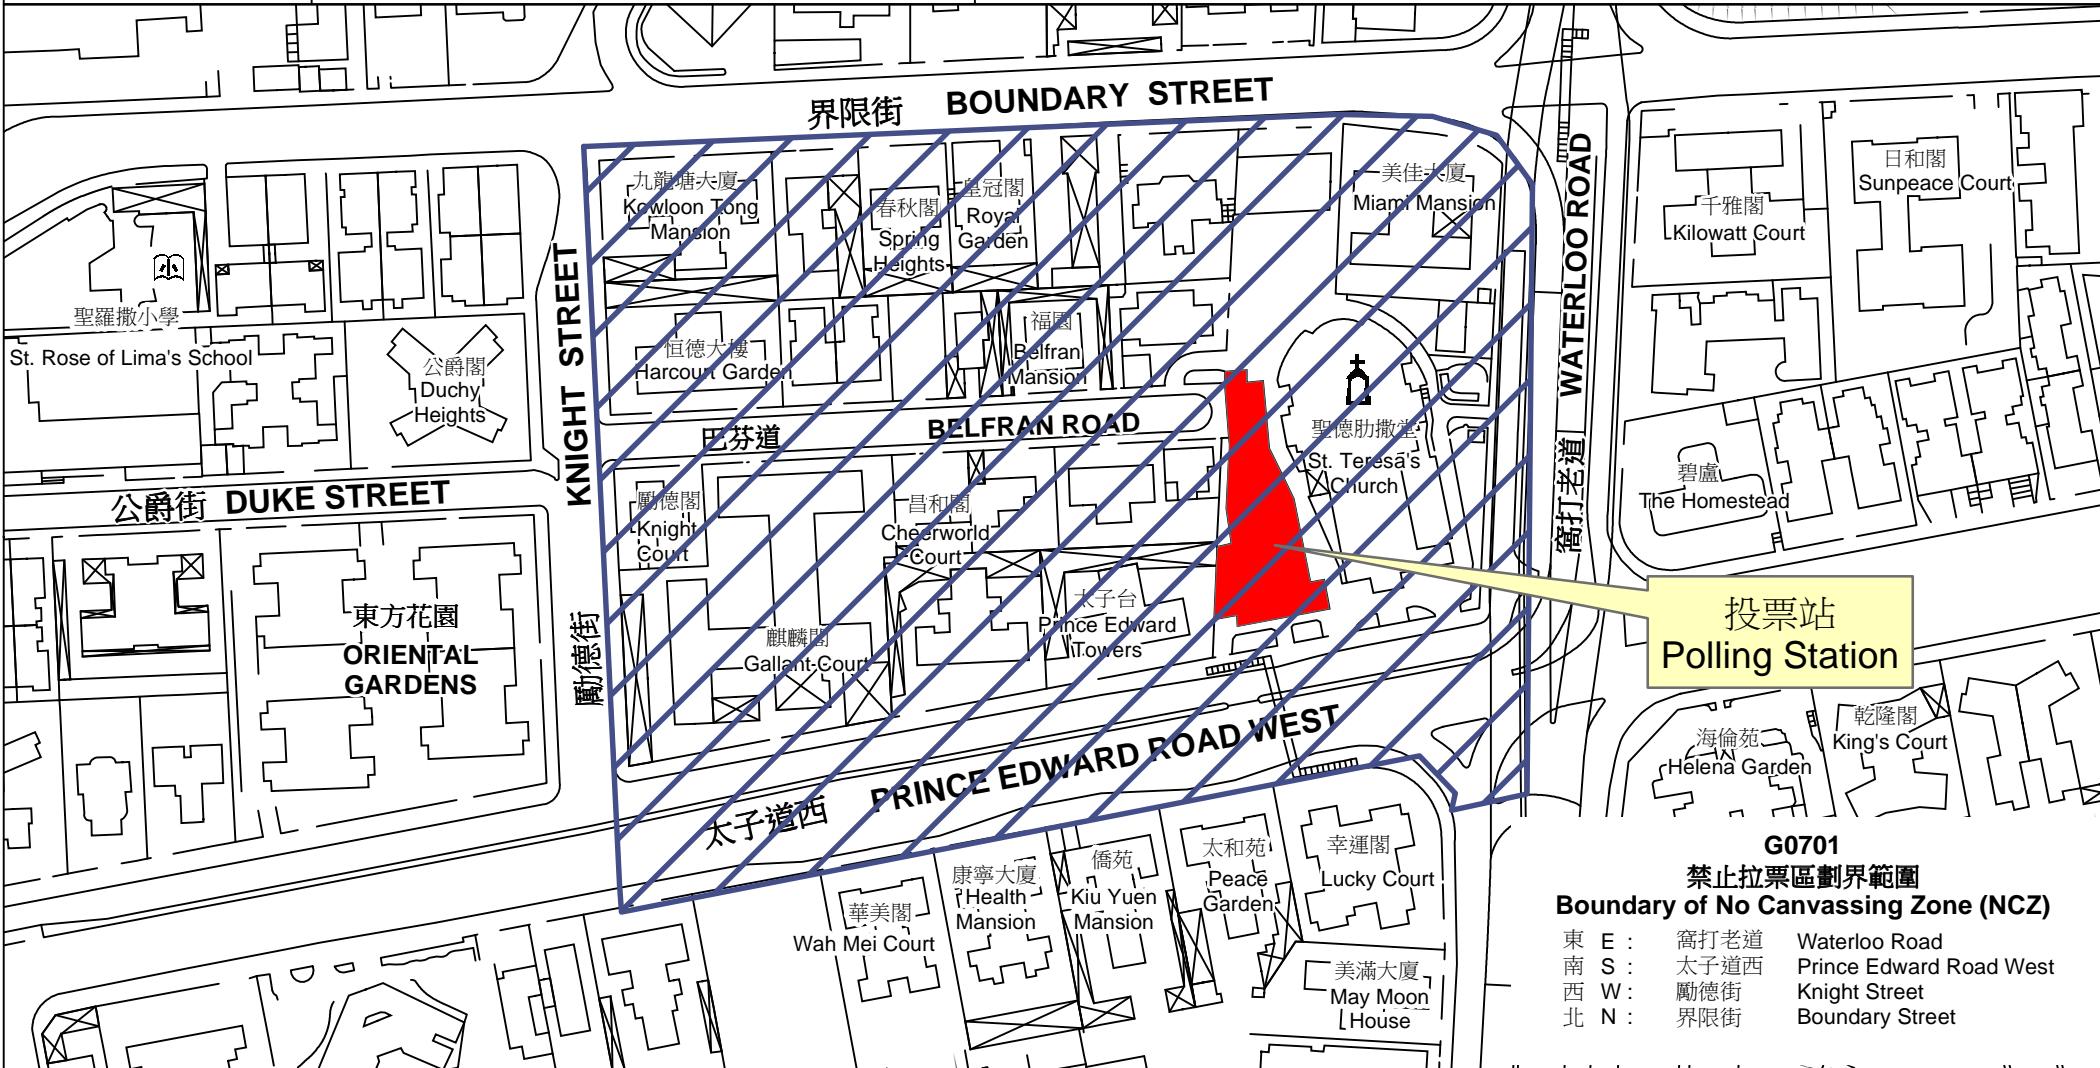 界限街 BOUNDARY STREET
九龍塘大廈
Kowloon Tong
Mansion
春秋閣
Spring
Heights
皇冠閣
Royal
Garden
美佳大廈
Miami Mansion
千雅閣
Kilowatt Court
日和閣
Sunpeace Court
聖羅撒小學
St. Rose of Lima's School
公爵閣
Duchy
Heights
KNIGHT STREET
勵德街
恒德大樓
Harcourt Garden
福園
Belfran
Mansion
WATERLOO ROAD
窩打老道
巴芬道 BELFRAN ROAD
聖德肋撒堂
St. Teresa's
Church
碧廬
The Homestead
公爵街 DUKE STREET
勵德閣
Knight
Court
昌和閣
Cheerworld
Court
東方花園
ORIENTAL
GARDENS
麒麟閣
Gallant Court
太子台
Prince Edward
Towers
投票站
Polling Station
太子道西 PRINCE EDWARD ROAD WEST
海倫苑
Helena Garden
乾隆閣
King's Court
華美閣
Wah Mei Court
康寧大廈
Health
Mansion
僑苑
Kiu Yuen
Mansion
太和苑
Peace
Garden
幸運閣
Lucky Court
美滿大廈
May Moon
House
G0701
禁止拉票區劃界範圍
Boundary of No Canvassing Zone (NCZ)
東 E : 窩打老道 Waterloo Road
南 S : 太子道西 Prince Edward Road West
西 W : 勵德街 Knight Street
北 N : 界限街 Boundary Street